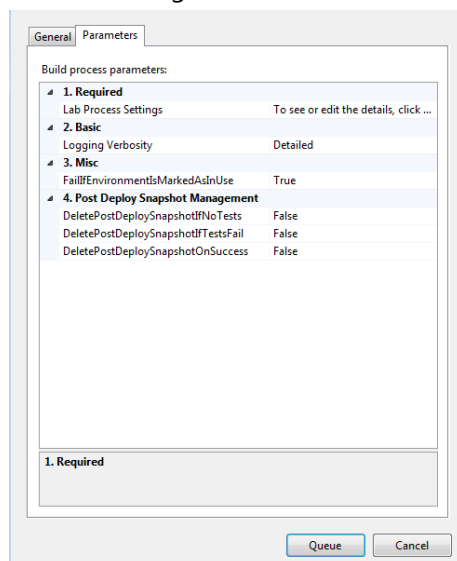 General Parameters
Build process parameters:
1. Required
Lab Process Settings To see or edit the details, click ...
2. Basic
Logging Verbosity Detailed
3. Misc
FailIfEnvironmentIsMarkedAsInUse True
4. Post Deploy Snapshot Management
DeletePostDeploySnapshotIfNoTests False
DeletePostDeploySnapshotIfTestsFail False
DeletePostDeploySnapshotOnSuccess False
1. Required
Queue Cancel